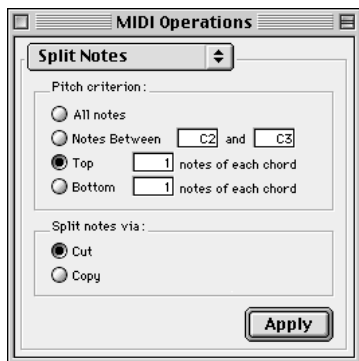 MIDI Operations
Split Notes
Pitch criterion:
All notes
Notes Between C2 and C3
Top 1 notes of each chord
Bottom 1 notes of each chord
Split notes via:
Cut
Copy
Apply